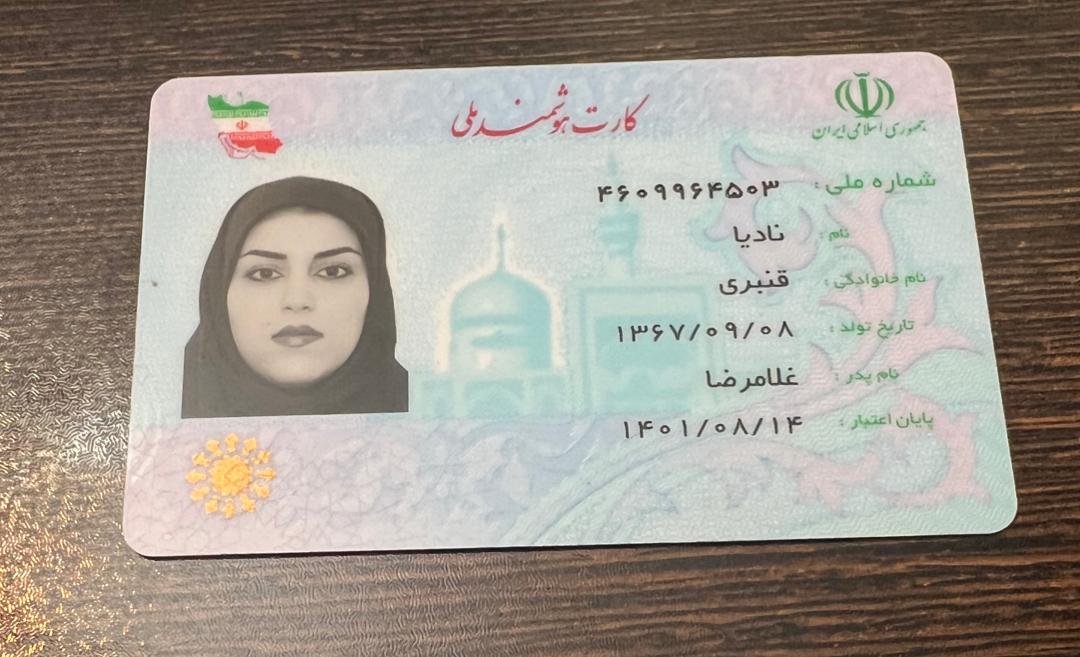 جمهوری اسلامی ایران
کارت هوشمند ملی
شماره ملی: ۴۶۰۹۹۶۴۵۰۳
نام: نادیا
نام خانوادگی: قنبری
تاریخ تولد: ۱۳۶۷/۰۹/۰۸
نام پدر: غلامرضا
پایان اعتبار: ۱۴۰۱/۰۸/۱۴